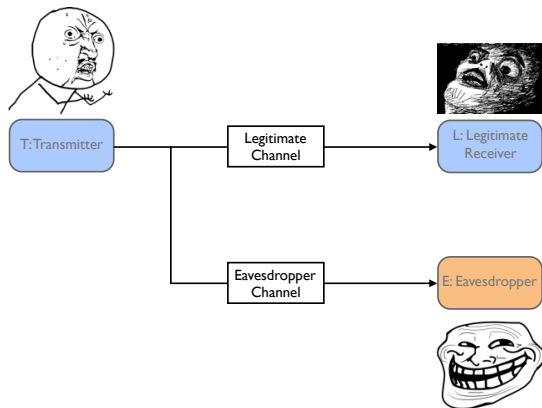 T: Transmitter
Legitimate
Channel
L: Legitimate
Receiver
Eavesdropper
Channel
E: Eavesdropper